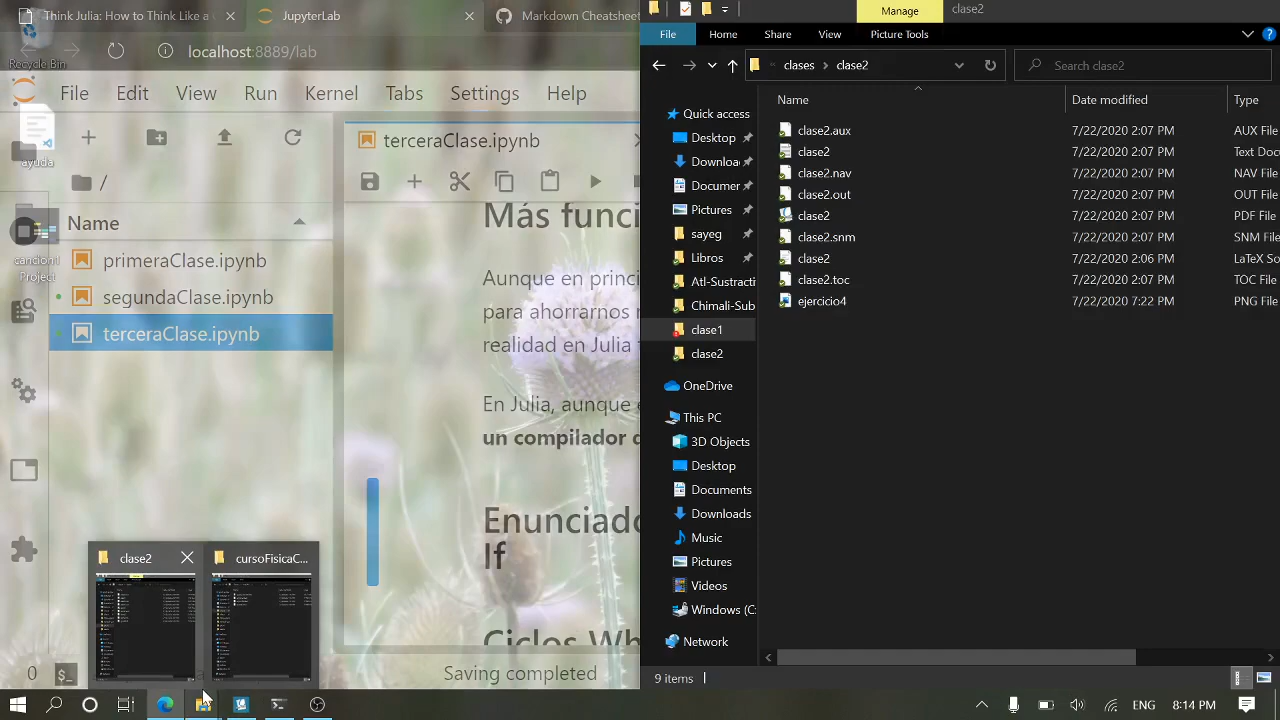 Think Julia: How to Think Like a
JupyterLab
Markdown Cheatsheet
Recycle Bin
localhost:8889/lab
File Edit View Run Kernel Tabs Settings Help
ayuda
terceraClase.ipynb
/
Name
primeraClase.ipynb
segundaClase.ipynb
terceraClase.ipynb
cancion1
Project
Más funci
Aunque en princi
para ahorrarnos
realidad en Julia
En Julia, aunque
un compilador
Enunciado
If
Cicos Wh
clase2
cursoFisicaC...
0
$_
Saving completed
Manage
clase2
File Home Share View Picture Tools
clases clase2
Search clase2
Name Date modified Type
clase2.aux 7/22/2020 2:07 PM AUX File
clase2 7/22/2020 2:07 PM Text Doc
clase2.nav 7/22/2020 2:07 PM NAV File
clase2.out 7/22/2020 2:07 PM OUT File
clase2 7/22/2020 2:07 PM PDF File
clase2.snm 7/22/2020 2:07 PM SNM File
clase2 7/22/2020 2:06 PM LaTeX So
clase2.toc 7/22/2020 2:07 PM TOC File
ejercicio4 7/22/2020 7:22 PM PNG File
Quick access
Desktop
Downloa
Documer
Pictures
sayeg
Libros
Atl-Sustracti
Chimali-Sub
clase1
clase2
OneDrive
This PC
3D Objects
Desktop
Documents
Downloads
Music
Pictures
Videos
Windows (C:
Network
9 items
ENG
8:14 PM